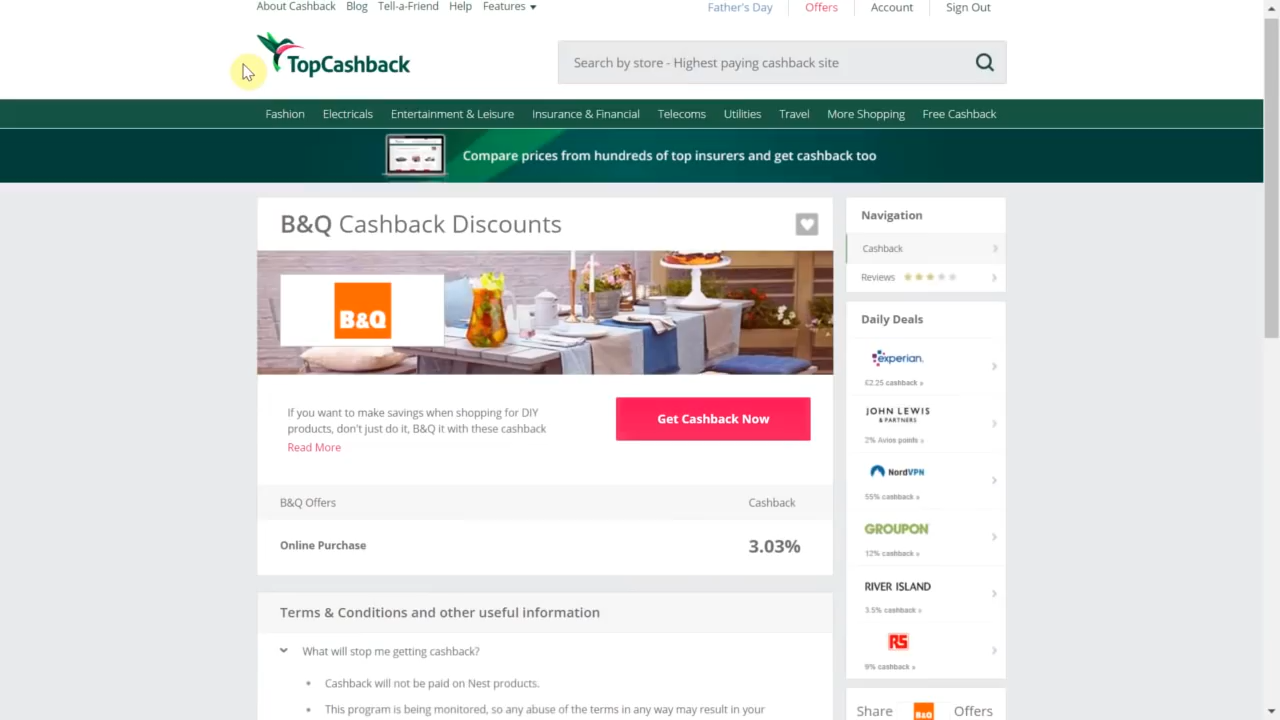 About Cashback Blog Tell-a-Friend Help Features Father's Day Offers Account Sign Out
TopCashback
Search by store - Highest paying cashback site
Fashion Electricals Entertainment & Leisure Insurance & Financial Telecoms Utilities Travel More Shopping Free Cashback
Compare prices from hundreds of top insurers and get cashback too
B&Q Cashback Discounts
B&Q
If you want to make savings when shopping for DIY
products, don't just do it, B&Q it with these cashback
Read More
Get Cashback Now
B&Q Offers Cashback
Online Purchase 3.03%
Terms & Conditions and other useful information
What will stop me getting cashback?
• Cashback will not be paid on Nest products.
• This program is being monitored, so any abuse of the terms in any way may result in your
Navigation
Cashback
Reviews
Daily Deals
experian.
£2.25 cashback »
JOHN LEWIS
& PARTNERS
2% Avios points »
NordVPN
55% cashback »
GROUPON
12% cashback »
RIVER ISLAND
3.5% cashback »
RS
9% cashback »
Share B&Q Offers